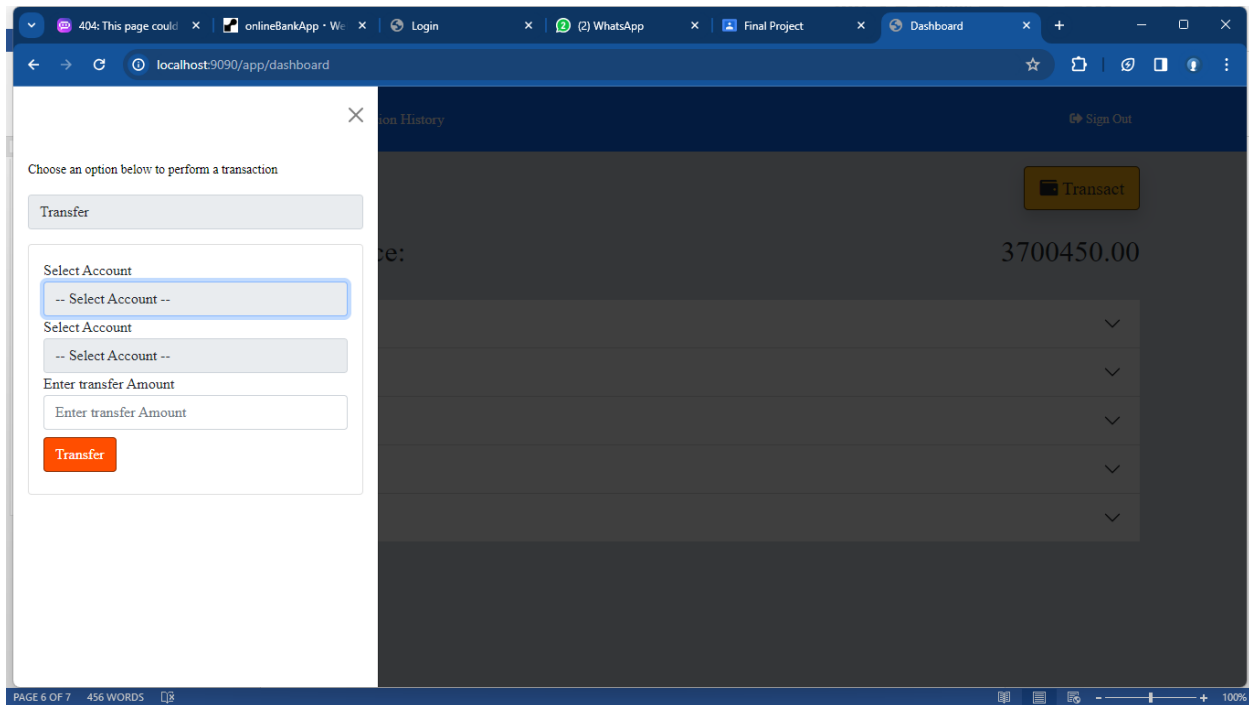 404: This page could
onlineBankApp · We
Login
(2) WhatsApp
Final Project
Dashboard
localhost:9090/app/dashboard
ion History
Sign Out
Choose an option below to perform a transaction
Transact
Transfer
ce:
3700450.00
Select Account
-- Select Account --
Select Account
-- Select Account --
Enter transfer Amount
Enter transfer Amount
Transfer
PAGE 6 OF 7 456 WORDS
100%